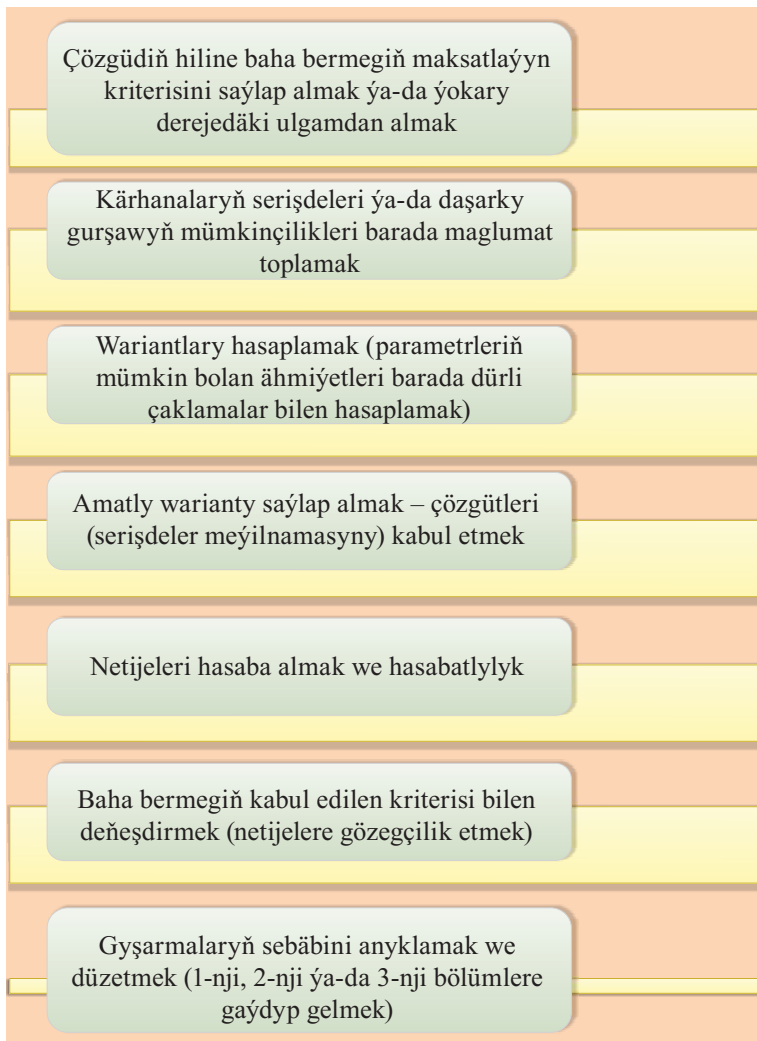 Çözgüdiň hiline baha bermegiň maksatlaýyn
kriterisini saýlap almak ýa-da ýokary
derejedäki ulgamdan almak
Kärhanalaryň serişdeleri ýa-da daşarky
gurşawyň mümkinçilikleri barada maglumat
toplamak
Wariantlary hasaplamak (parametrleriň
mümkin bolan ähmiýetleri barada dürli
çaklamalar bilen hasaplamak)
Amatly warianty saýlap almak – çözgütleri
(serişdeler meýilnamasyny) kabul etmek
Netijeleri hasaba almak we hasabatlylyk
Baha bermegiň kabul edilen kriterisi bilen
deňeşdirmek (netijelere gözegçilik etmek)
Gyşarmalaryň sebäbini anyklamak we
düzetmek (1-nji, 2-nji ýa-da 3-nji bölümlere
gaýdyp gelmek)